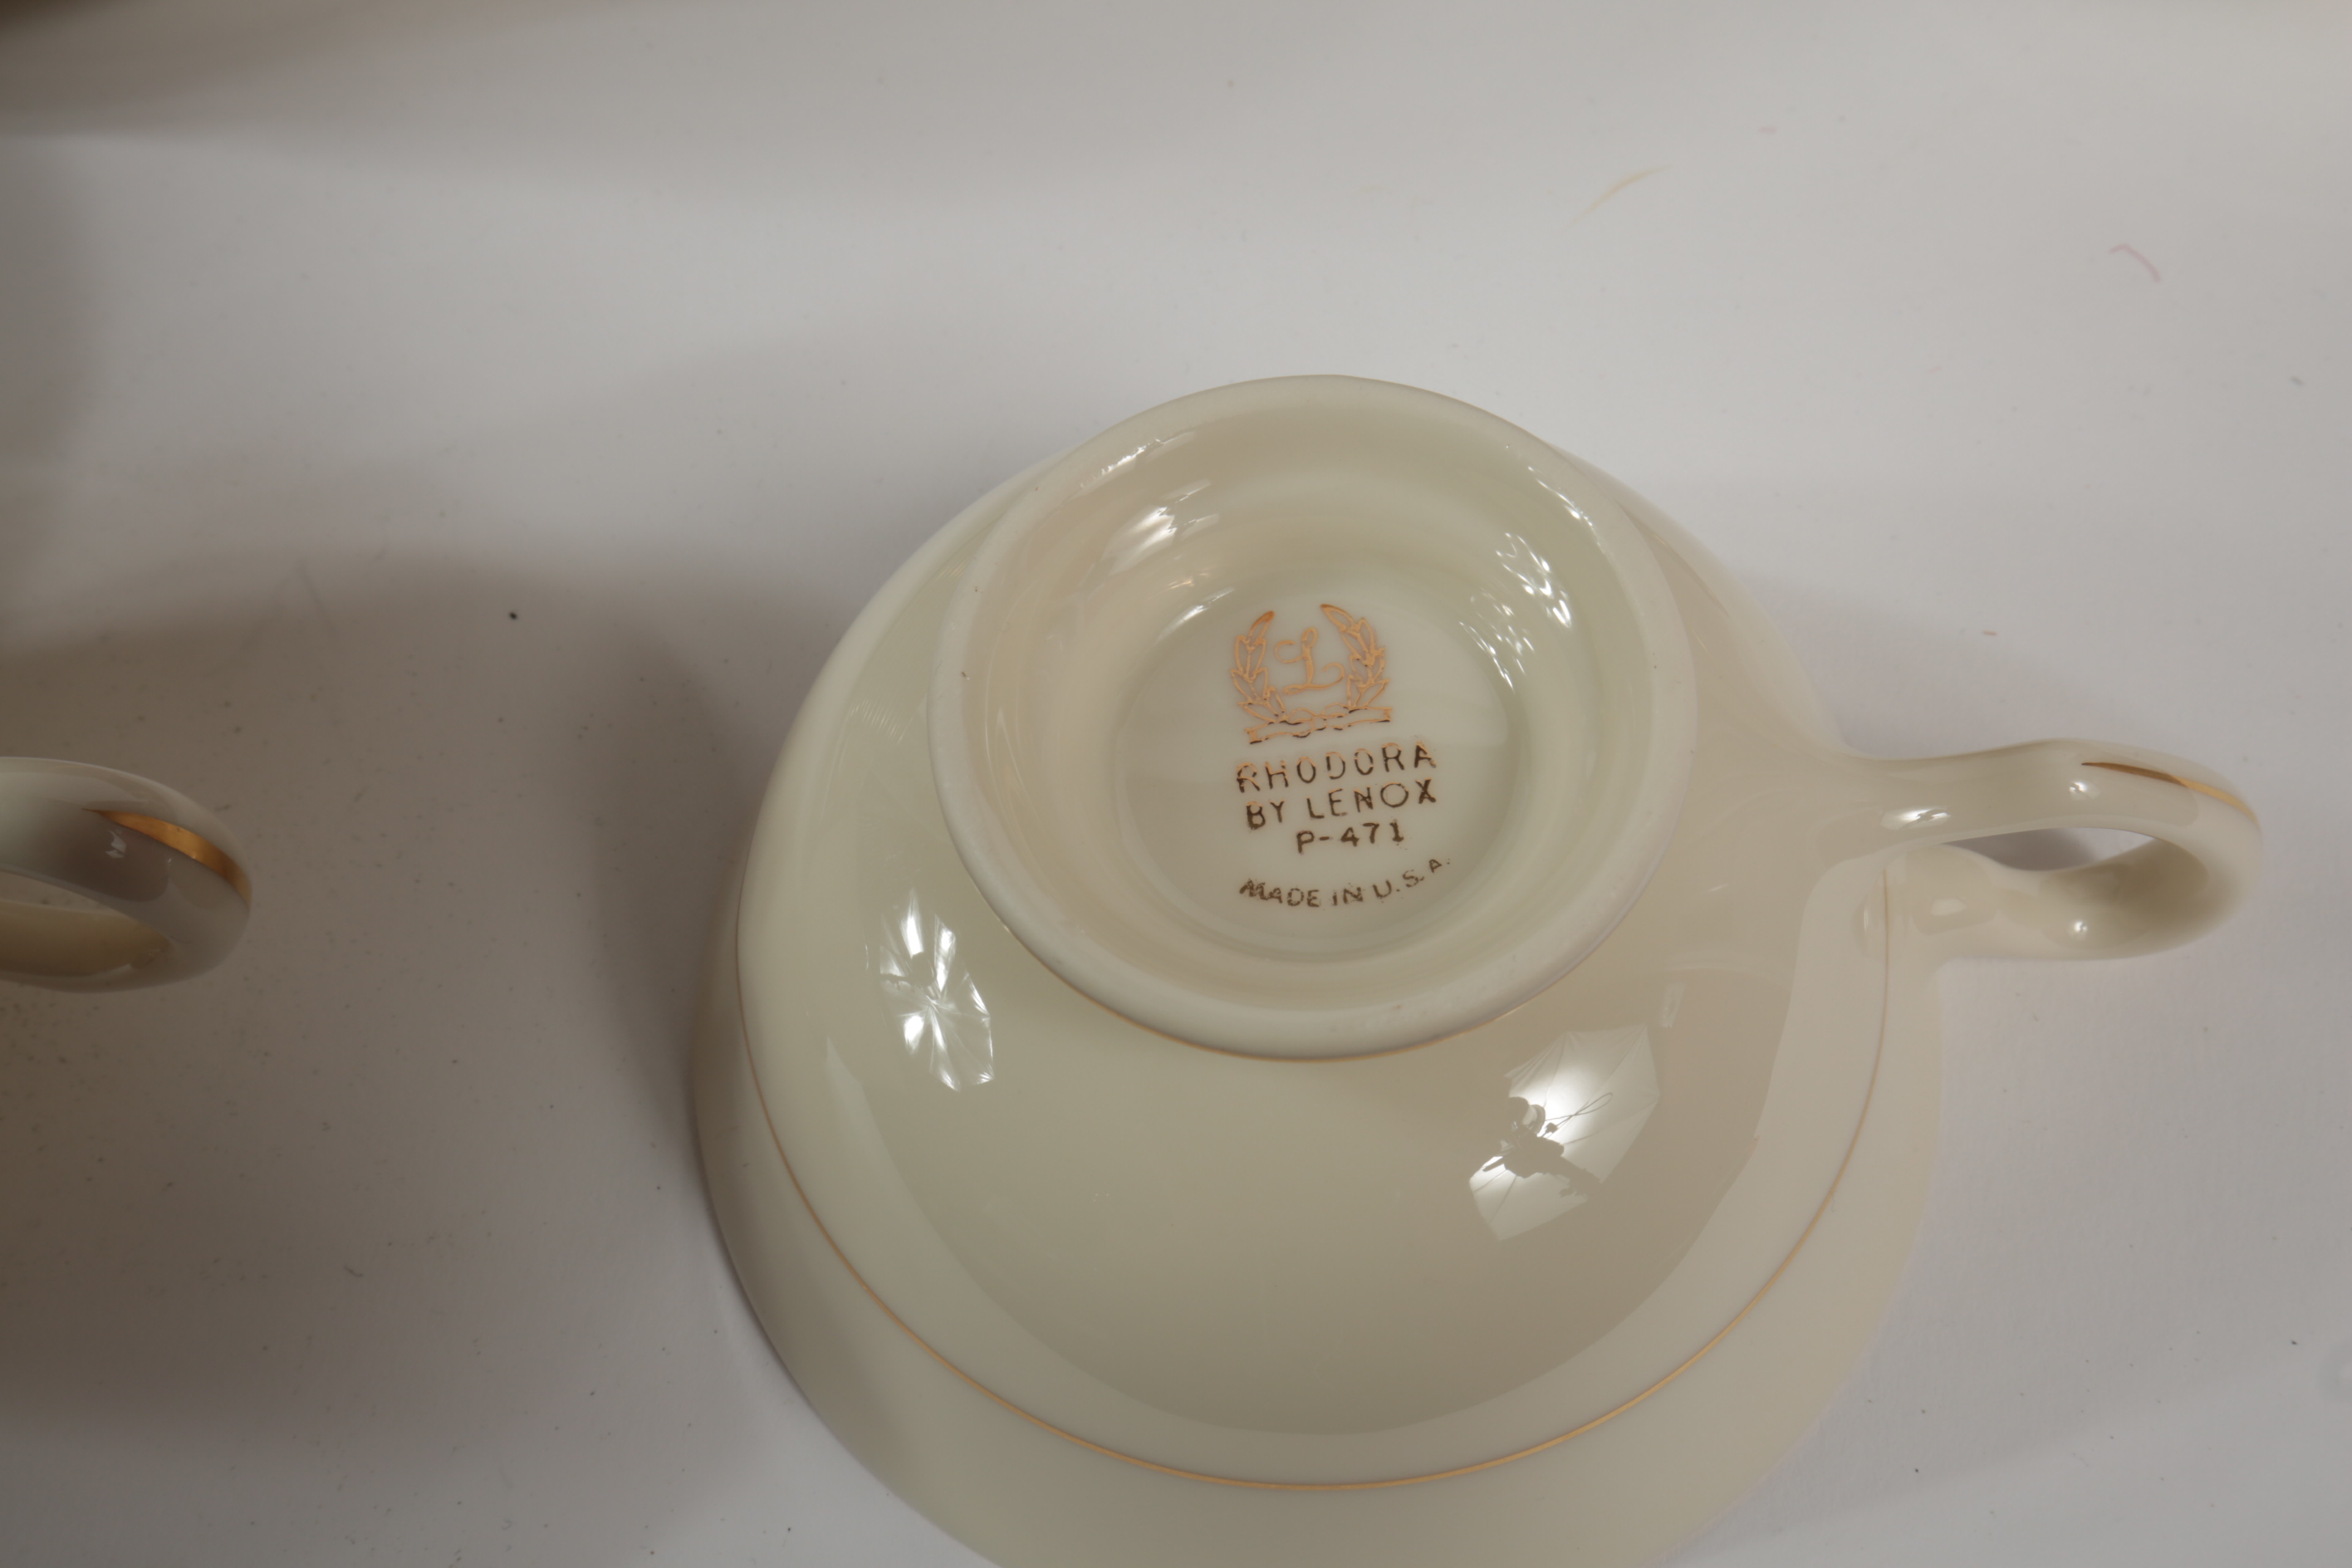 L
RHODORA
BY LENOX
P-471
MADE IN U.S.A.